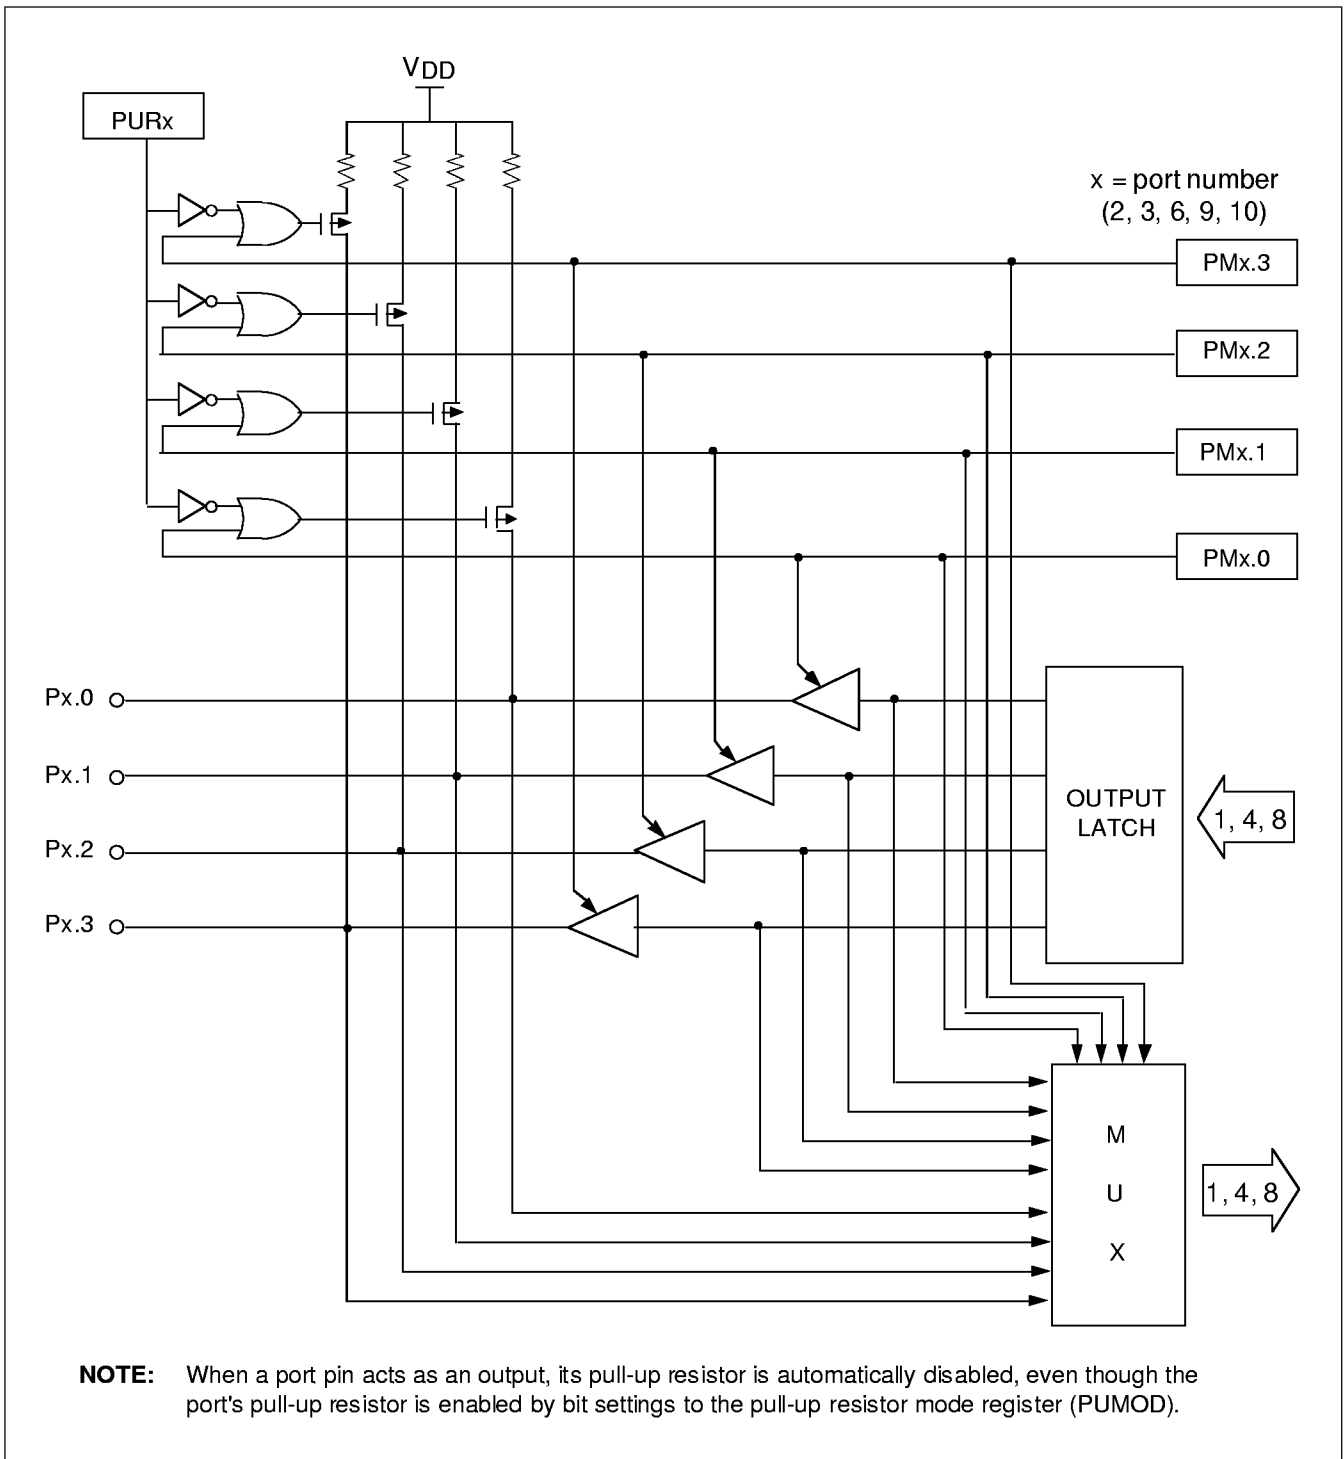 VDD
PURx
x = port number
(2, 3, 6, 9, 10)
PMx.3
PMx.2
PMx.1
PMx.0
Px.0
Px.1
Px.2
Px.3
OUTPUT
LATCH
1, 4, 8
M
U
X
1, 4, 8
NOTE: When a port pin acts as an output, its pull-up resistor is automatically disabled, even though the
port's pull-up resistor is enabled by bit settings to the pull-up resistor mode register (PUMOD).